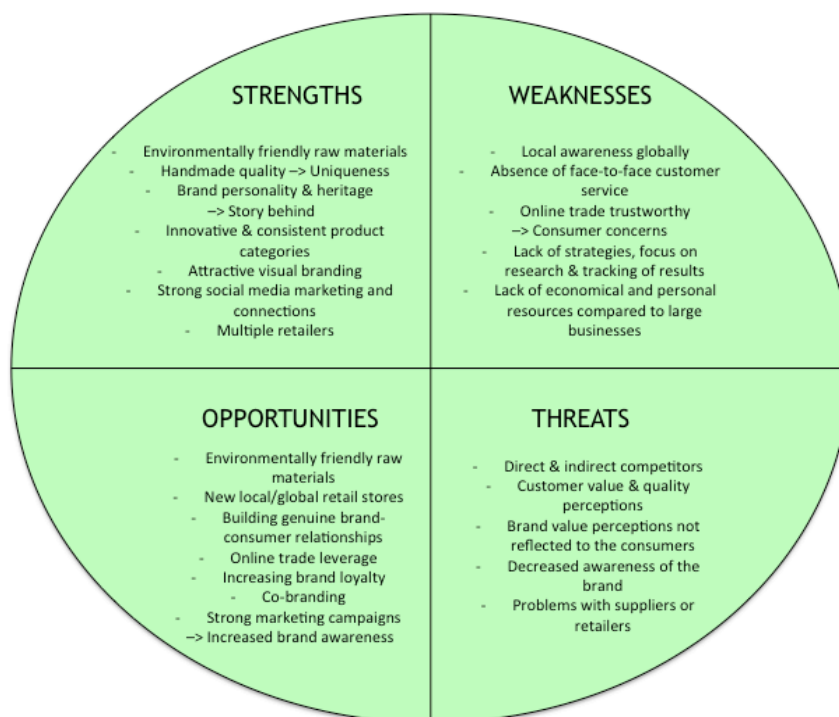 STRENGTHS
- Environmentally friendly raw materials
- Handmade quality —> Uniqueness
- Brand personality & heritage
—> Story behind
- Innovative & consistent product
categories
- Attractive visual branding
- Strong social media marketing and
connections
- Multiple retailers
WEAKNESSES
- Local awareness globally
- Absence of face-to-face customer
service
- Online trade trustworthy
—> Consumer concerns
- Lack of strategies, focus on
research & tracking of results
- Lack of economical and personal
resources compared to large
businesses
OPPORTUNITIES
- Environmentally friendly raw
materials
- New local/global retail stores
- Building genuine brand-
consumer relationships
- Online trade leverage
- Increasing brand loyalty
- Co-branding
- Strong marketing campaigns
—> Increased brand awareness
THREATS
- Direct & indirect competitors
- Customer value & quality
perceptions
- Brand value perceptions not
reflected to the consumers
- Decreased awareness of the
brand
- Problems with suppliers or
retailers